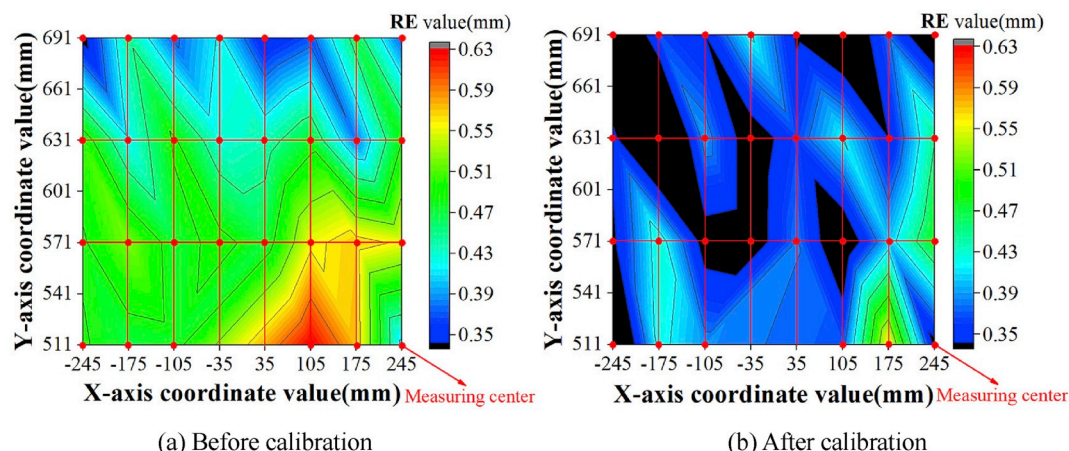 RE value(mm)
Y-axis coordinate value(mm)
691
661
631
601
571
541
511
-245 -175 -105 -35 35 105 175 245
X-axis coordinate value(mm)
0.63
0.59
0.55
0.51
0.47
0.43
0.39
0.35
Measuring center
(a) Before calibration
RE value(mm)
Y-axis coordinate value(mm)
691
661
631
601
571
541
511
-245 -175 -105 -35 35 105 175 245
X-axis coordinate value(mm)
0.63
0.59
0.55
0.51
0.47
0.43
0.39
0.35
Measuring center
(b) After calibration